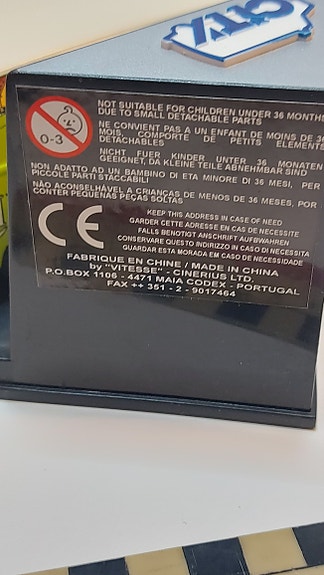 CITY
0-3
NOT SUITABLE FOR CHILDREN UNDER 36 MONTHS
DUE TO SMALL DETACHABLE PARTS
NE CONVIENT PAS A UN ENFANT DE MOINS DE 36
MOIS, COMPORTE DE PETITS ELEMENTS
DETACHABLES
NICHT FUER KINDER UNTER 36 MONATEN
GEEIGNET, DA KLEINE TEILE ABNEHMBAR SIND
NON ADATTO AD UN BAMBINO DI ETA MINORE DI 36 MESI, PER
PICCOLE PARTI STACCABILI
NÃO ACONSELHÁVEL A CRIANÇAS DE MENOS DE 36 MESES, POR
CONTER PEQUENAS PEÇAS SOLTAS
CE
KEEP THIS ADDRESS IN CASE OF NEED
GARDER CETTE ADRESSE EN CAS DE NECESSITE
FALLS BENOTIGT ANSCHRIFT AUFBWAHREN
CONSERVARE QUESTO INDIRIZZO IN CASO DI NECESSITA
GUARDAR ESTA MORADA EM CASO DE NECESSIDADE
FABRIQUE EN CHINE / MADE IN CHINA
by "VITESSE" - CINERIUS LTD.
P.O.BOX 1106 - 4471 MAIA CODEX - PORTUGAL
FAX ++ 351 - 2 - 9017464